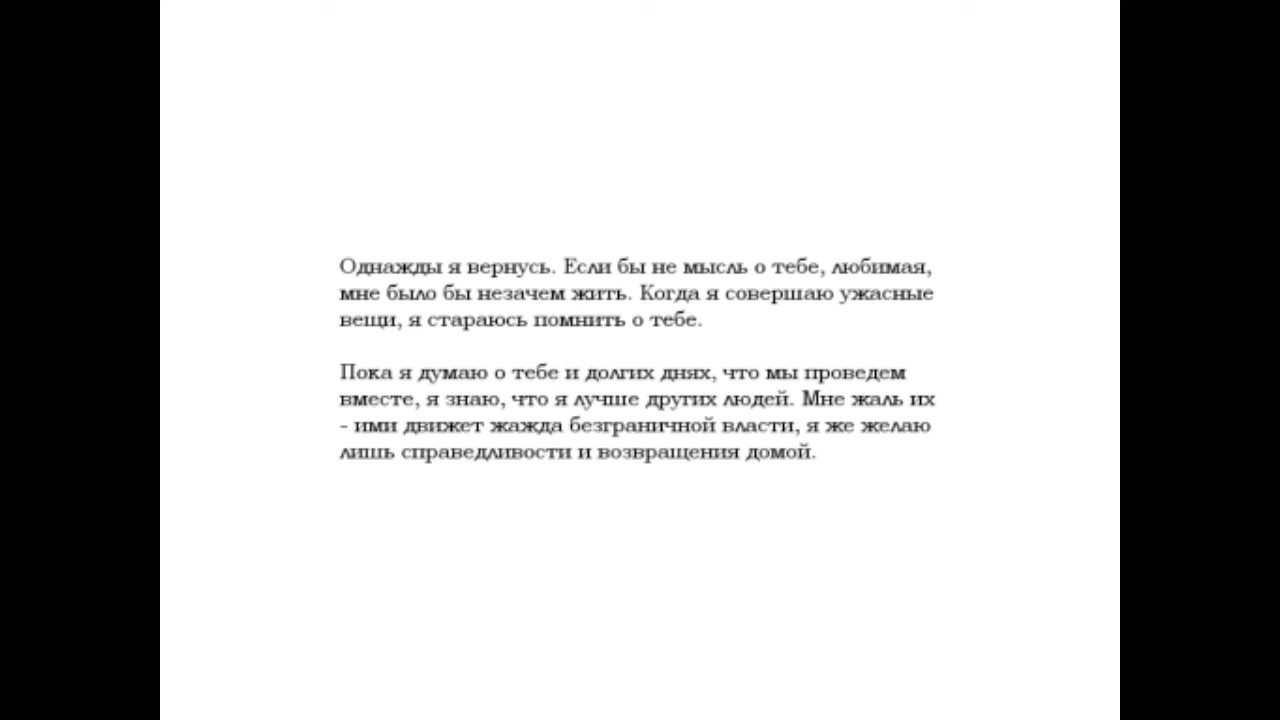 Однажды я вернусь. Если бы не мысль о тебе, любимая,
мне было бы незачем жить. Когда я совершаю ужасные
вещи, я стараюсь помнить о тебе.
Пока я думаю о тебе и долгих днях, что мы проведем
вместе, я знаю, что я лучше других людей. Мне жаль их
- ими движет жажда безграничной власти, я же желаю
лишь справедливости и возвращения домой.